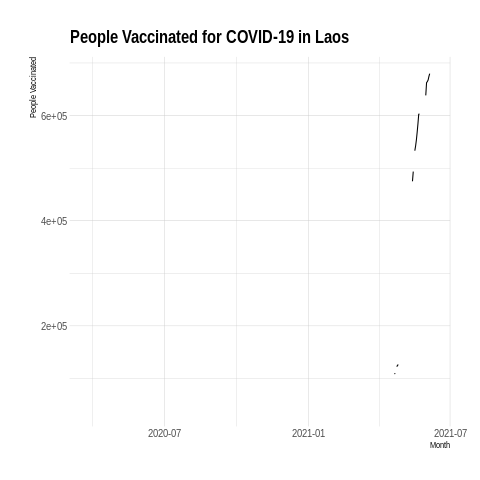 People Vaccinated for COVID-19 in Laos
People Vaccinated
6e+05
4e+05
2e+05
2020-07
2021-01
2021-07
Month